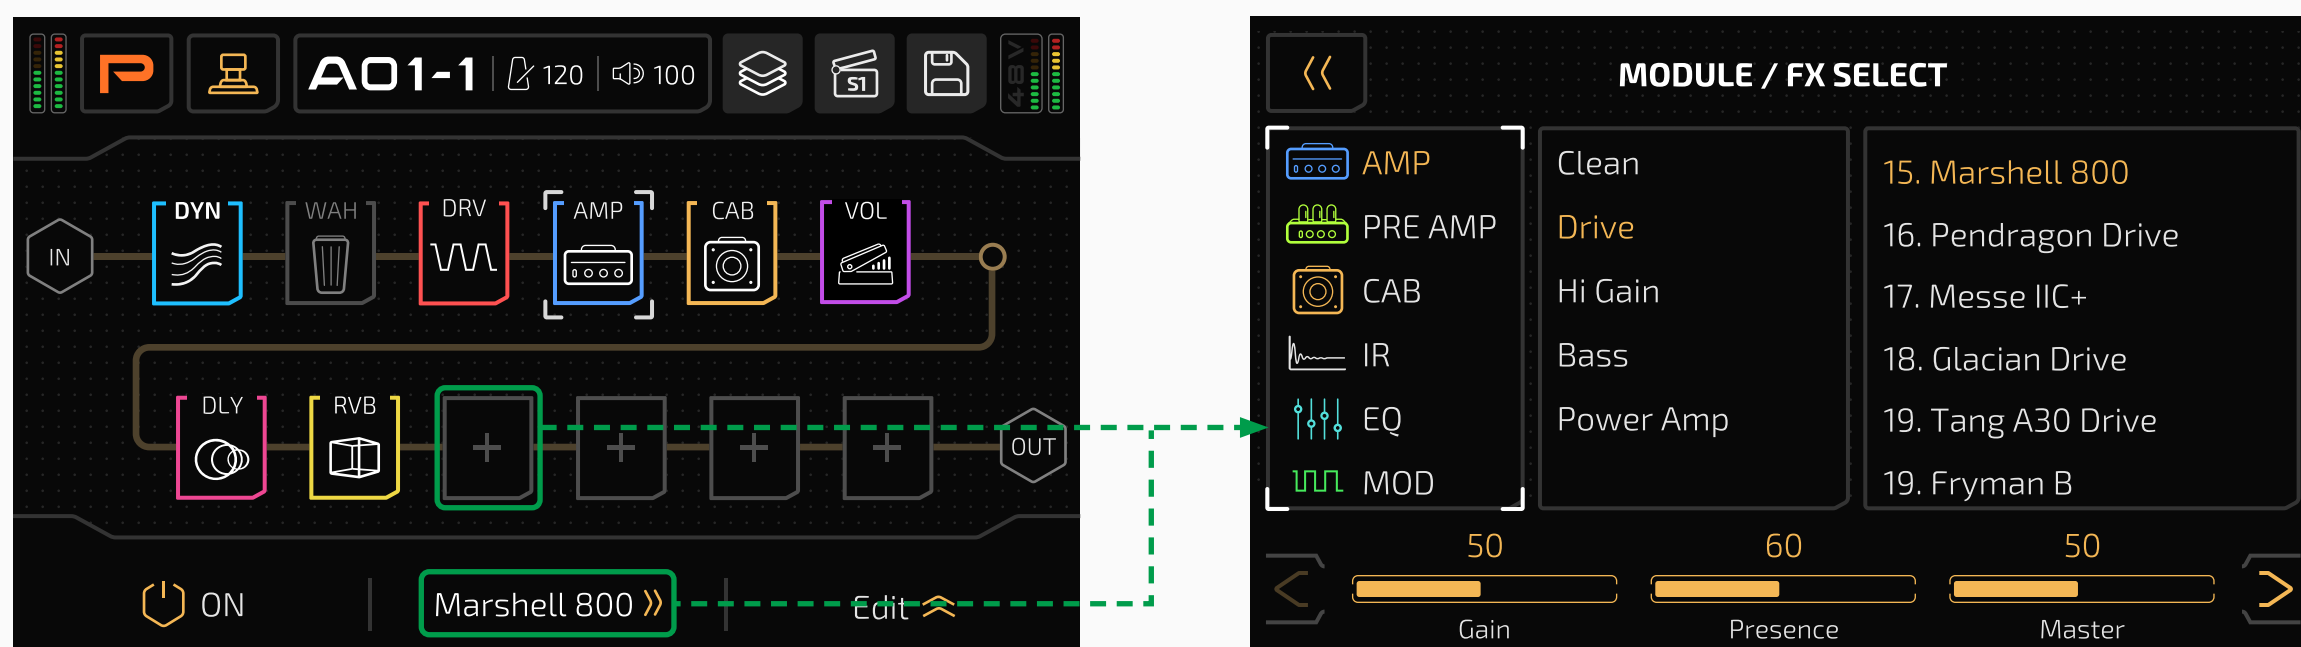 A01-1 120 100 S1 48V
IN
DYN WAH DRV AMP CAB VOL
DLY RVB
+ + + +
OUT
ON Marshell 800 Edit
MODULE / FX SELECT
AMP
PRE AMP
CAB
IR
EQ
MOD
Clean
Drive
Hi Gain
Bass
Power Amp
15. Marshell 800
16. Pendragon Drive
17. Messe IIC+
18. Glacian Drive
19. Tang A30 Drive
19. Fryman B
50 60 50
Gain Presence Master